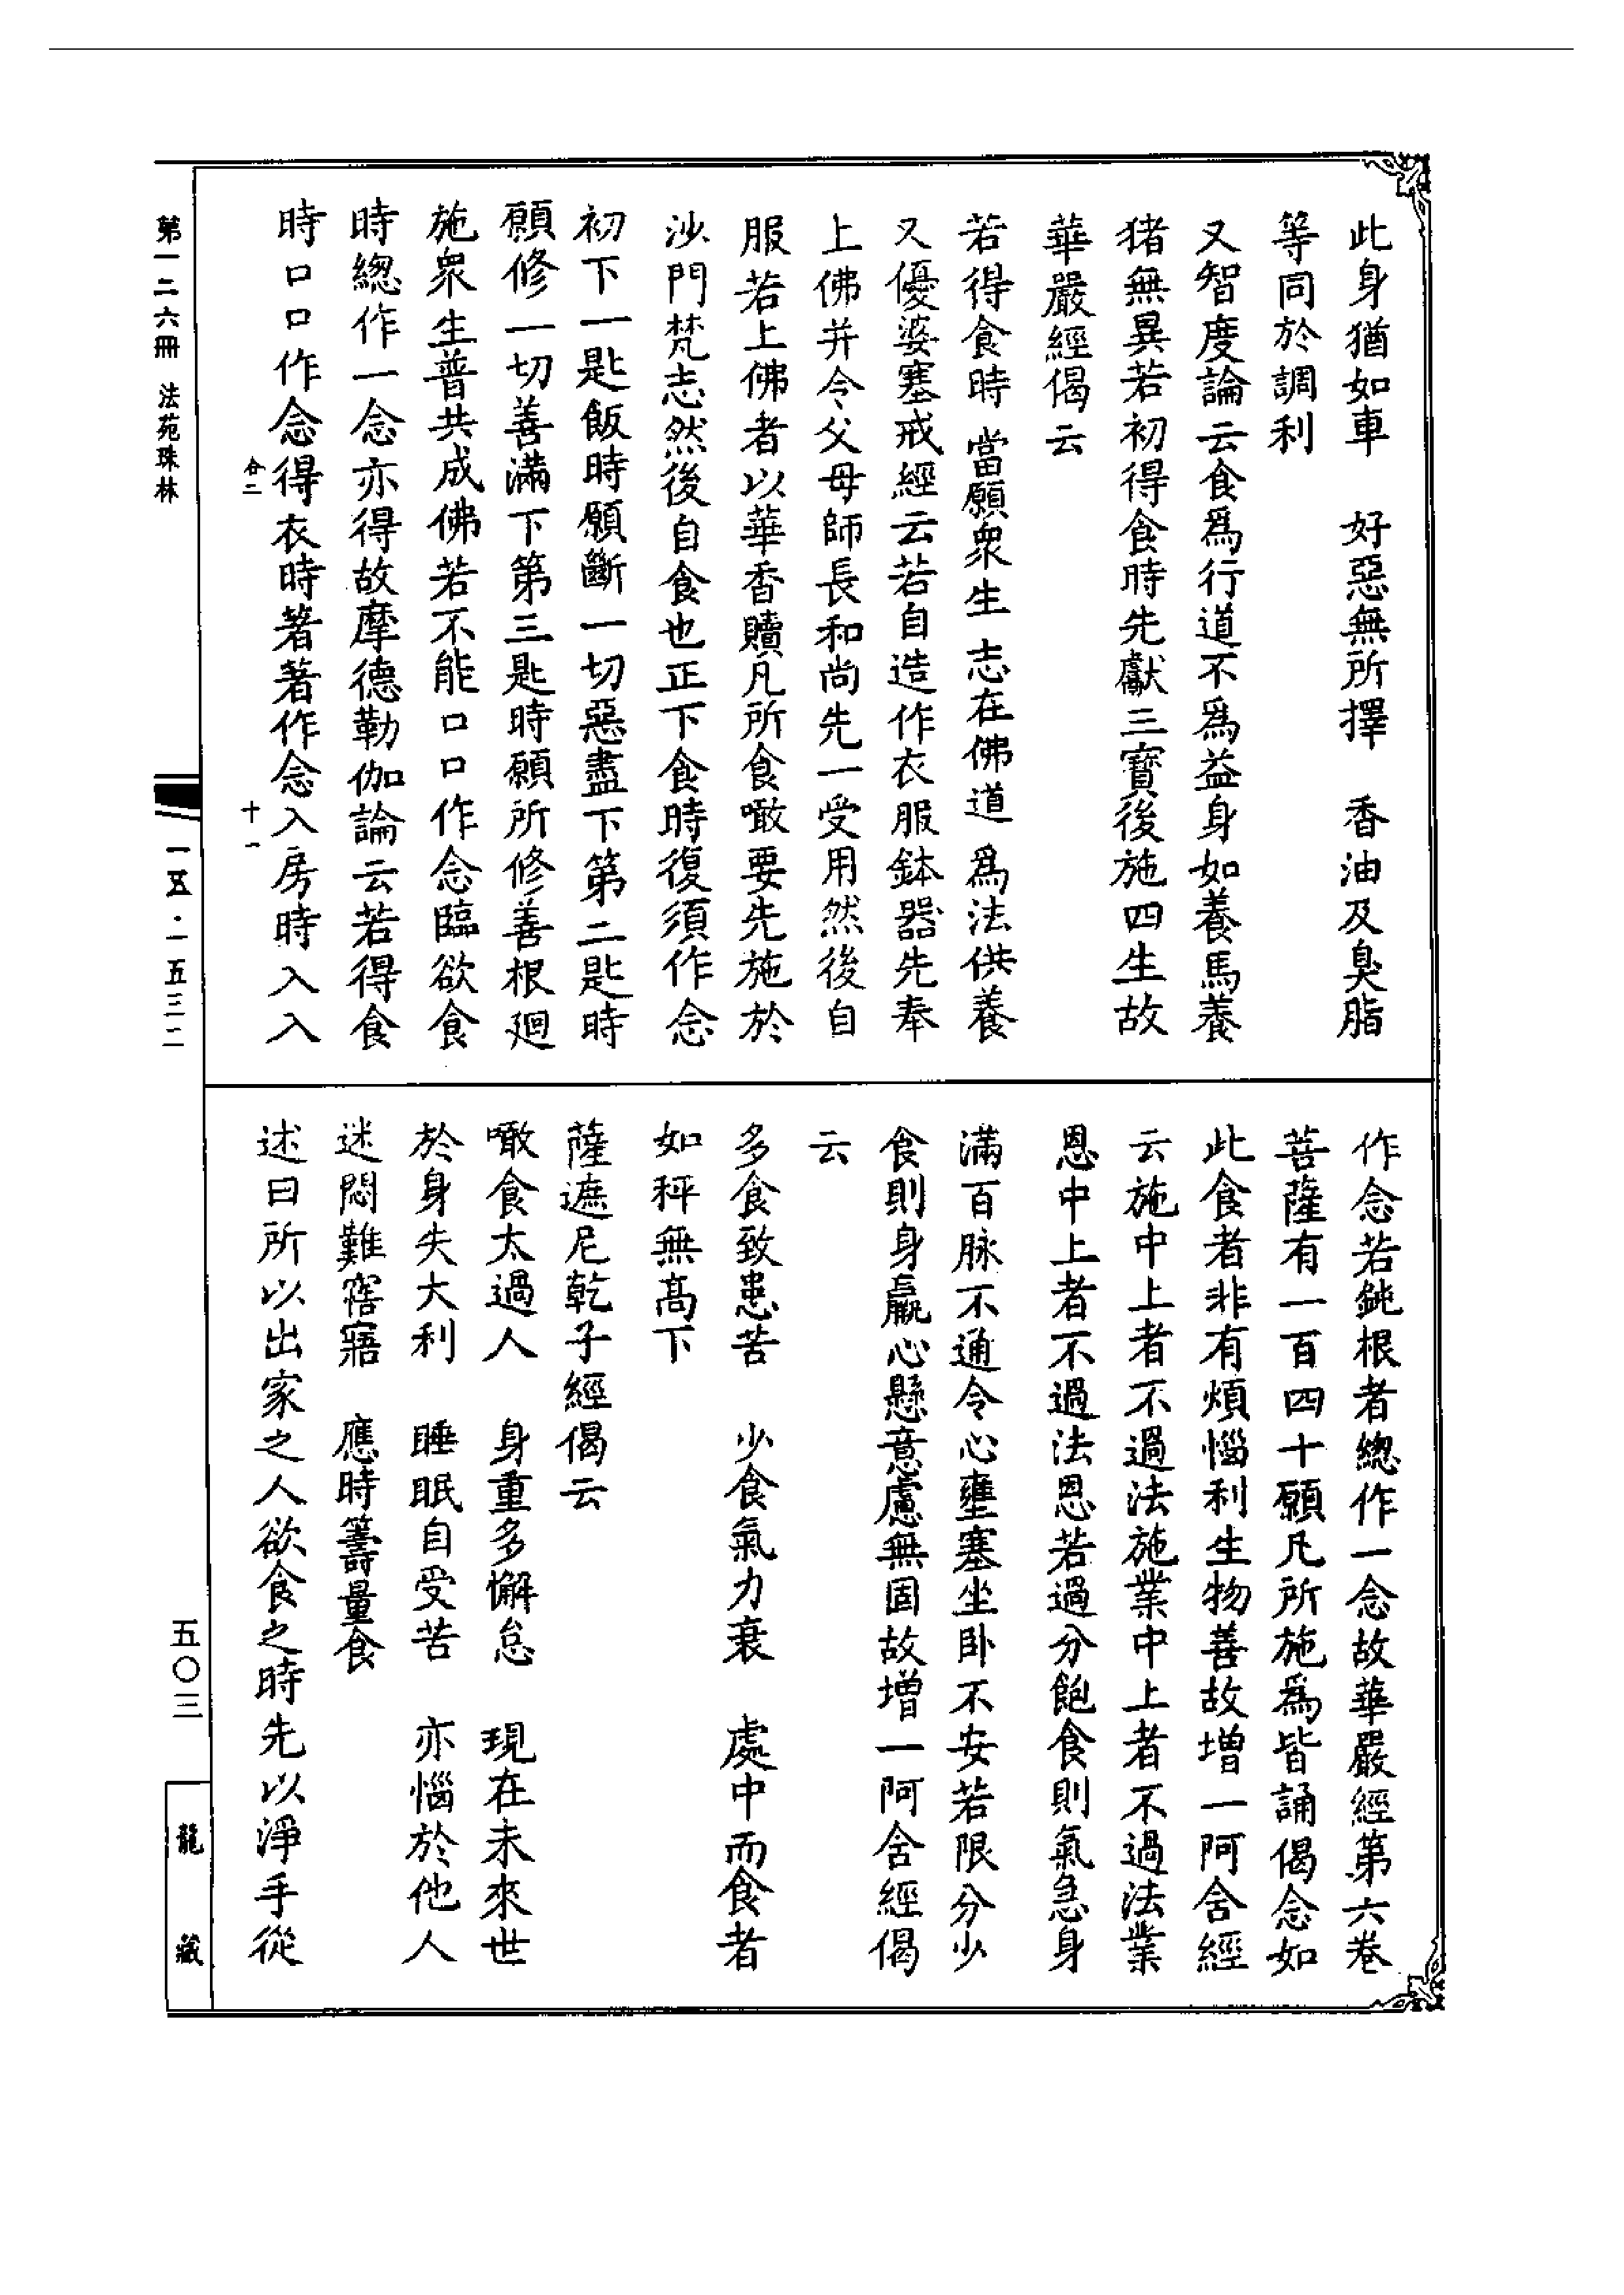 此身猶如車　好惡無所擇　香油及臭脂
等同於調利
又智度論云食爲行道不爲益身如養馬養
猪無異若初得食時先獻三寶後施四生故
華嚴經偈云
若得食時　當願衆生　志在佛道　爲法供養
又優婆塞戒經云若自造作衣服鉢器先奉
上佛并令父母師長和尚先一受用然後自
服若上佛者以華香贖凡所食噉要先施於
沙門梵志然後自食也正下食時復須作念
初下一匙飯時願斷一切惡盡下第二匙時
願修一切善滿下第三匙時願所修善根廻
施衆生普共成佛若不能口口作念臨欲食
時總作一念亦得故摩德勒伽論云若得食
時口口作念得衣時著著作念入房時入入
合二　十一
第一二六冊　法苑珠林
一五．一五三二
作念若鈍根者總作一念故華嚴經第六卷
菩薩有一百四十願凡所施爲皆誦偈念如
此食者非有煩惱利生物善故增一阿含經
云施中上者不過法施業中上者不過法業
恩中上者不過法恩若過分飽食則氣急身
滿百脉不通令心壅塞坐卧不安若限分少
食則身羸心懸意慮無固故增一阿含經偈
云
多食致患苦　少食氣力衰　處中而食者
如秤無高下
薩遮尼乾子經偈云
噉食太過人　身重多懈怠　現在未來世
於身失大利　睡眠自受苦　亦惱於他人
迷悶難寤寤　應時籌量食
述曰所以出家之人欲食之時先以淨手從
五〇三
龍藏